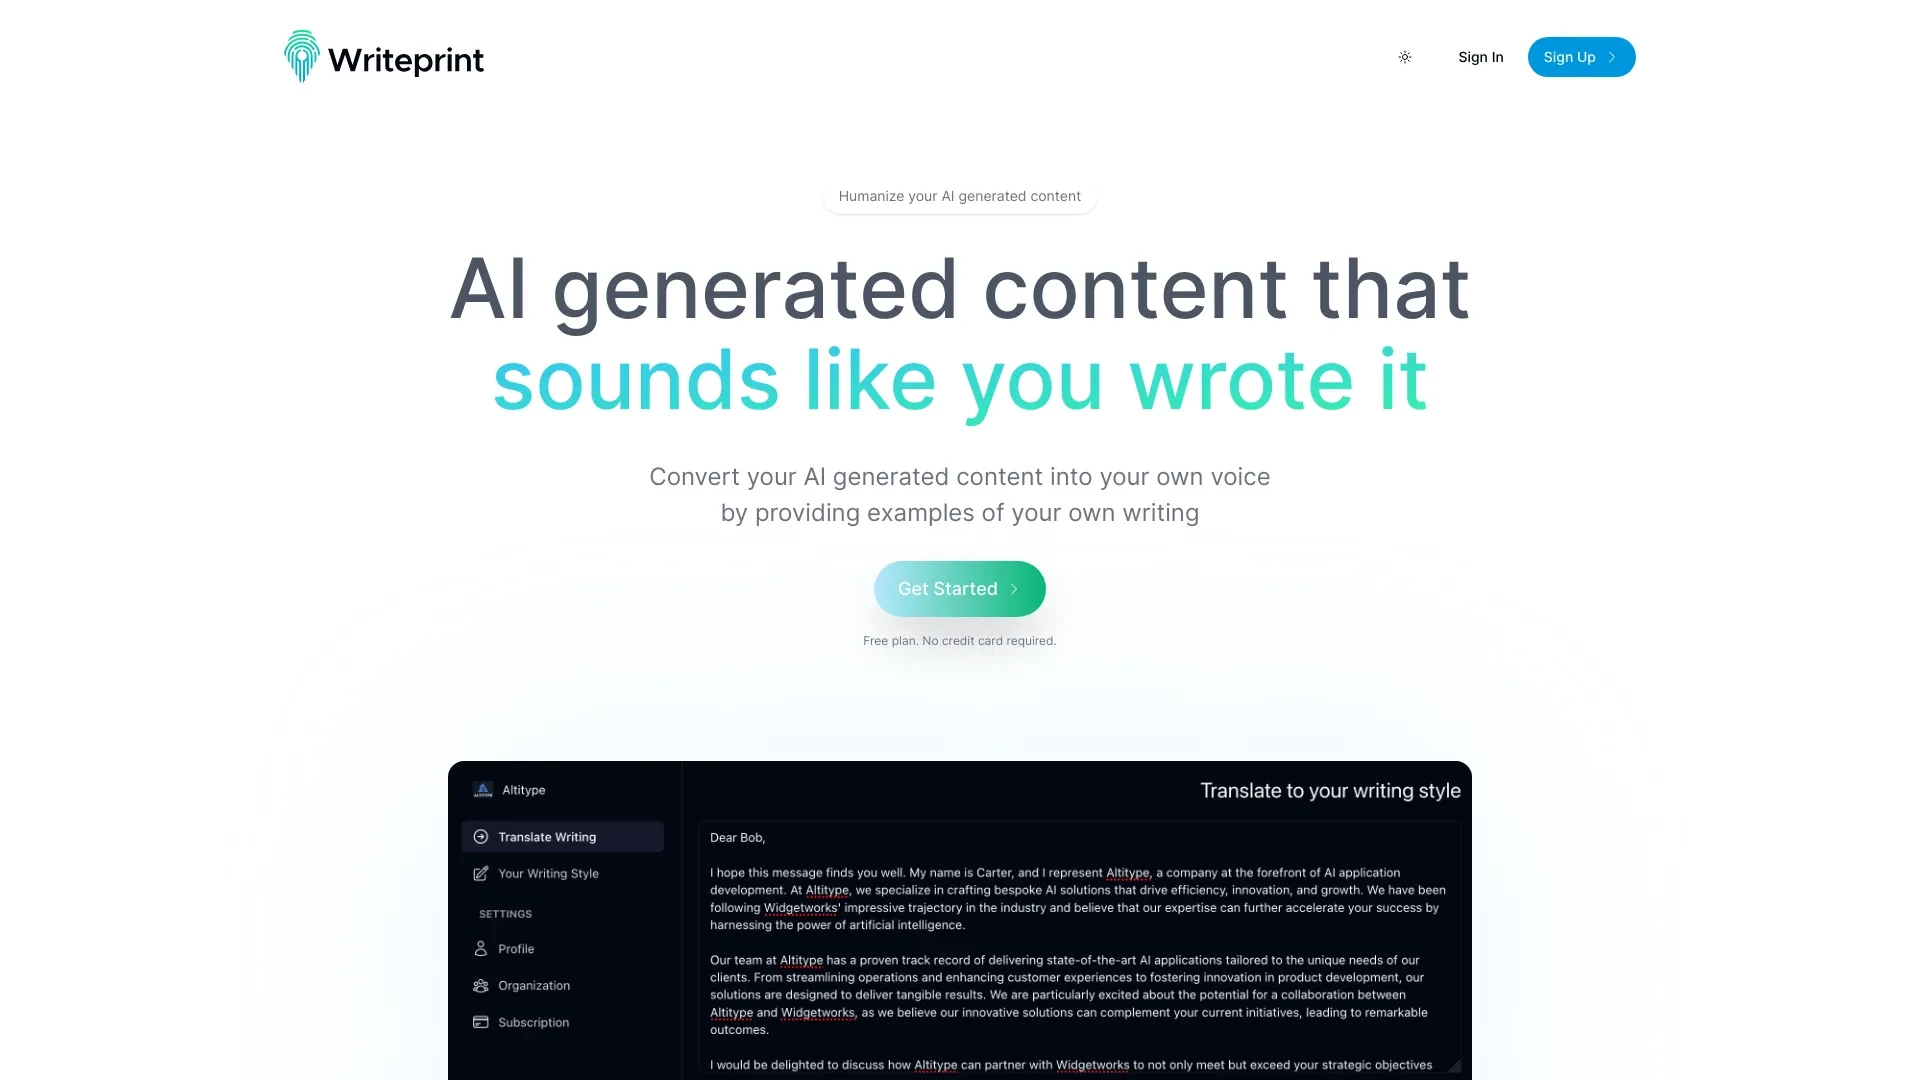 Writeprint
Sign In
Sign Up
Humanize your AI generated content
AI generated content that
sounds like you wrote it
Convert your AI generated content into your own voice
by providing examples of your own writing
Get Started
Free plan. No credit card required.
ALTITYPE
Altitype
Translate Writing
Your Writing Style
SETTINGS
Profile
Organization
Subscription
Translate to your writing style
Dear Bob,
I hope this message finds you well. My name is Carter, and I represent Altitype, a company at the forefront of AI application
development. At Altitype, we specialize in crafting bespoke AI solutions that drive efficiency, innovation, and growth. We have been
following Widgetworks' impressive trajectory in the industry and believe that our expertise can further accelerate your success by
harnessing the power of artificial intelligence.
Our team at Altitype has a proven track record of delivering state-of-the-art AI applications tailored to the unique needs of our
clients. From streamlining operations and enhancing customer experiences to fostering innovation in product development, our
solutions are designed to deliver tangible results. We are particularly excited about the potential for a collaboration between
Altitype and Widgetworks, as we believe our innovative solutions can complement your current initiatives, leading to remarkable
outcomes.
I would be delighted to discuss how Altitype can partner with Widgetworks to not only meet but exceed your strategic objectives